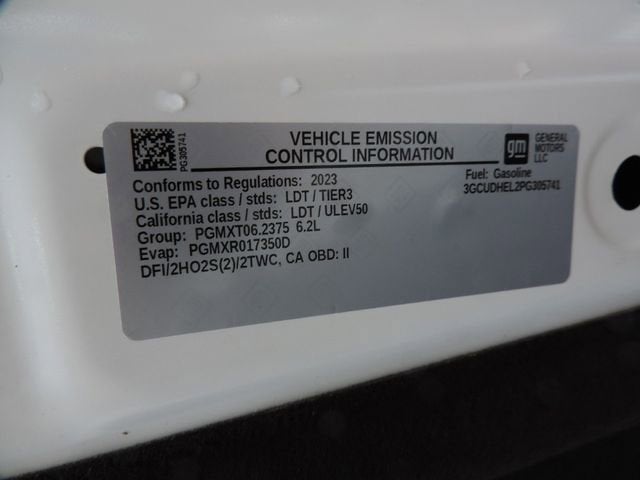 PG305741
VEHICLE EMISSION
CONTROL INFORMATION
gm
GENERAL
MOTORS
LLC
Fuel: Gasoline
3GCUDHEL2PG305741
Conforms to Regulations: 2023
U.S. EPA class / stds: LDT / TIER3
California class / stds: LDT / ULEV50
Group: PGMXT06.2375 6.2L
Evap: PGMXR017350D
DFI/2HO2S(2)/2TWC, CA OBD: II